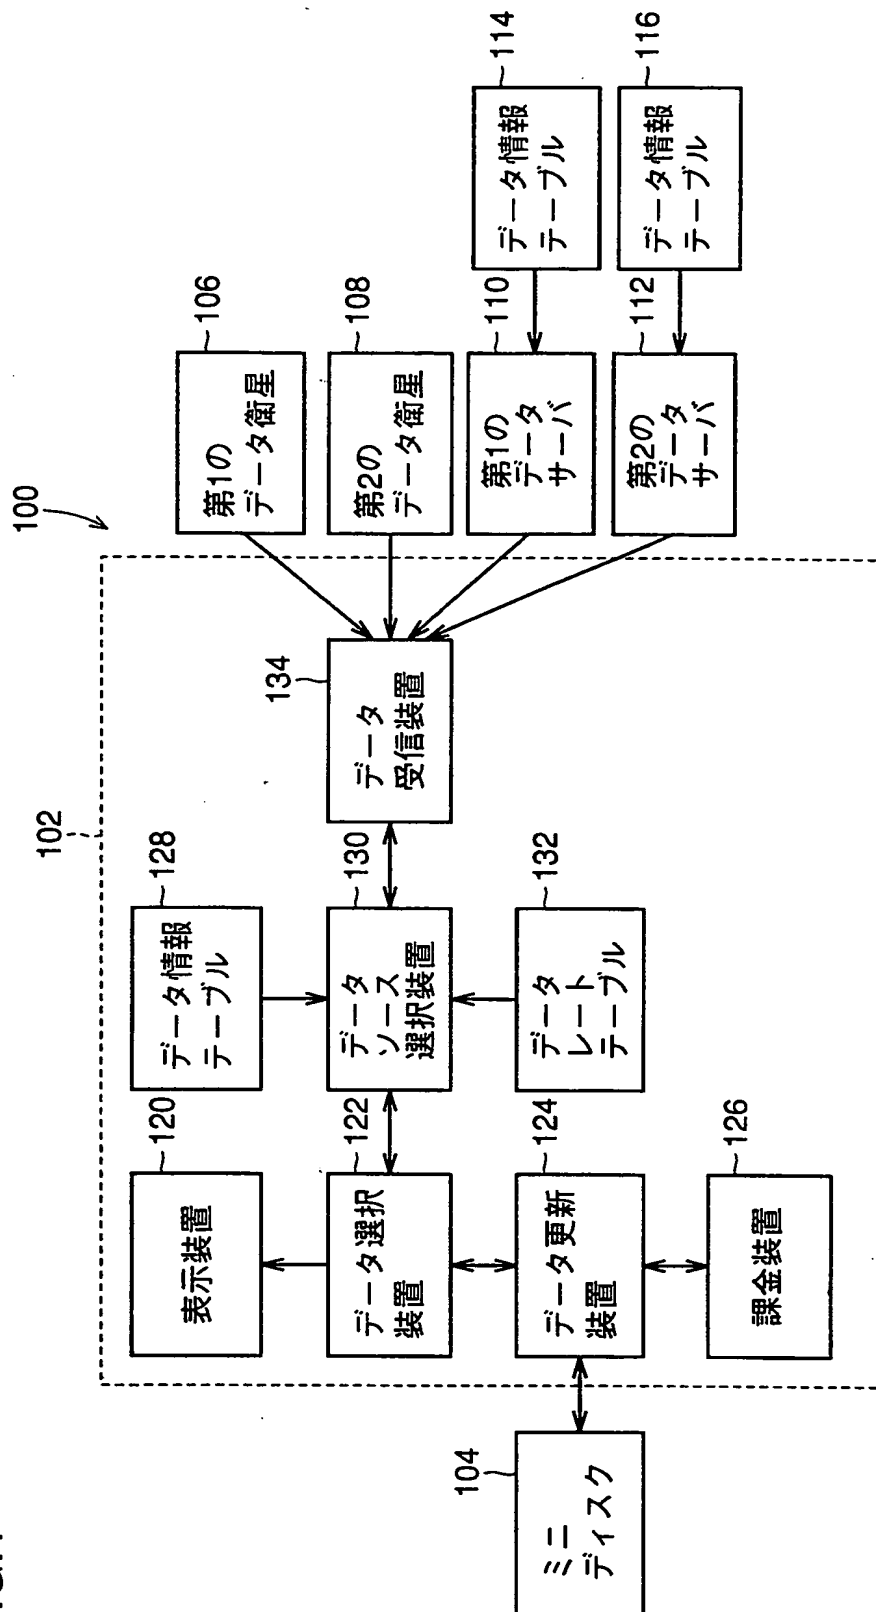 100
102
120
表示装置
128
データ情報
テーブル
106
第1の
データ衛星
104
ミニ
ディスク
122
データ選択
装置
130
データ
ソース
選択装置
134
データ
受信装置
108
第2の
データ衛星
124
データ更新
装置
132
データ
レート
テーブル
110
第1の
データ
サーバ
114
データ情報
テーブル
126
課金装置
112
第2の
データ
サーバ
116
データ情報
テーブル